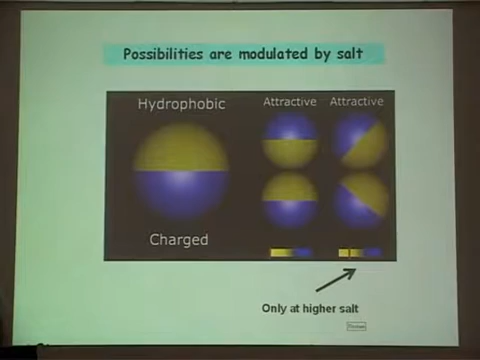 Possibilities are modulated by salt
Hydrophobic
Attractive Attractive
Charged
Only at higher salt